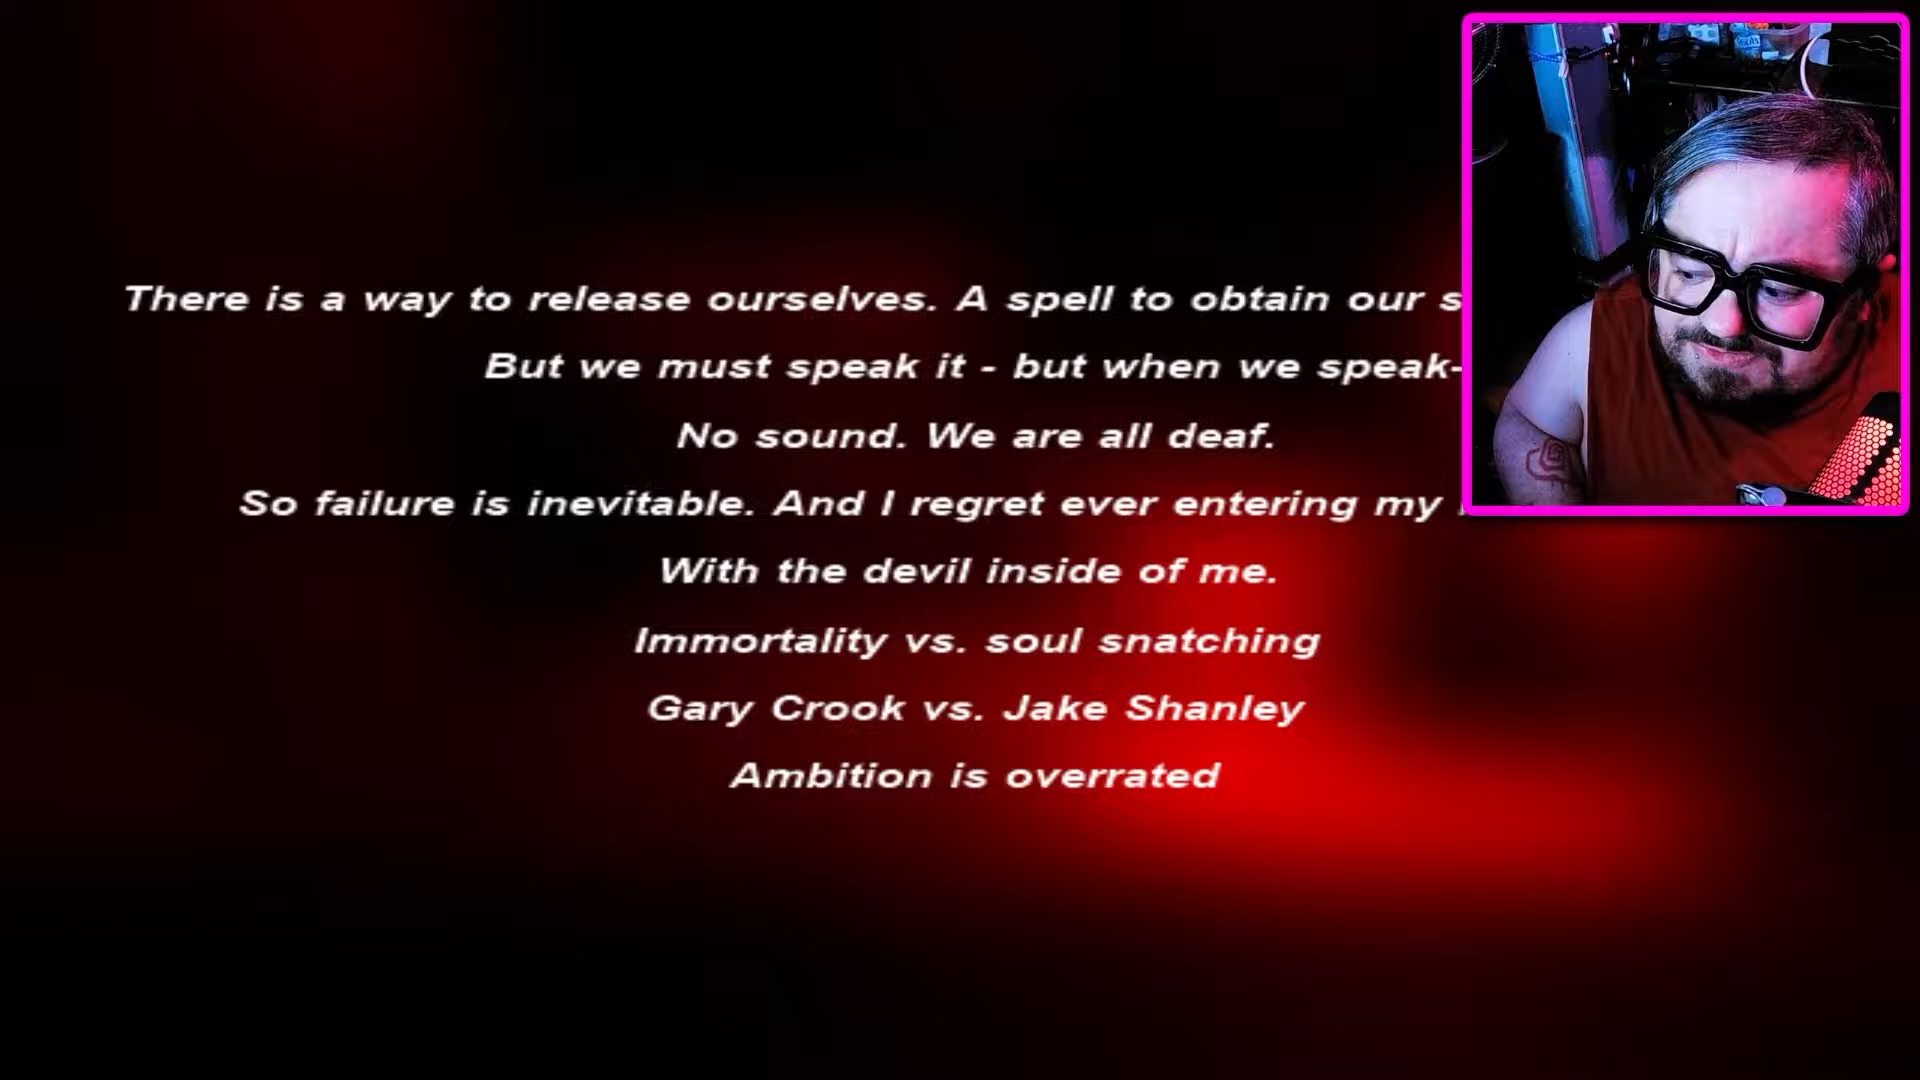 There is a way to release ourselves. A spell to obtain our
But we must speak it - but when we speak-
No sound. We are all deaf.
So failure is inevitable. And I regret ever entering my
With the devil inside of me.
Immortality vs. soul snatching
Gary Crook vs. Jake Shanley
Ambition is overrated